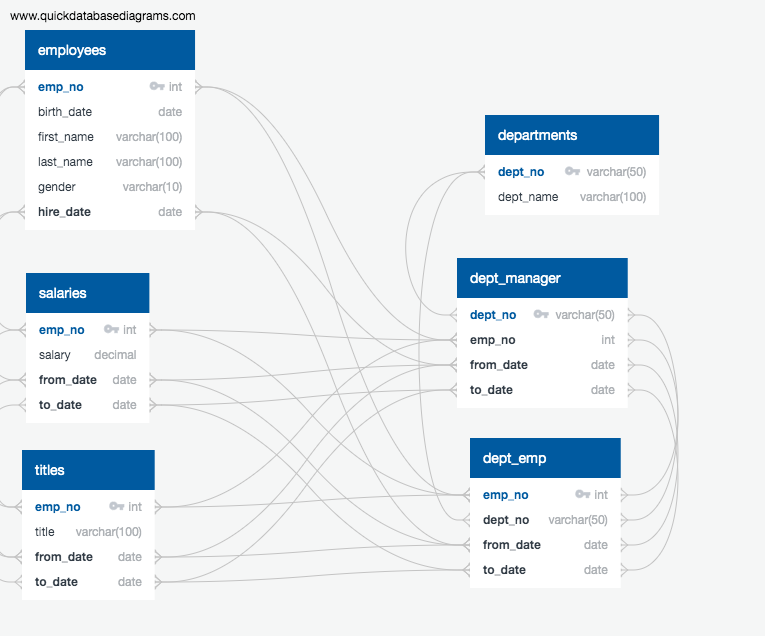 www.quickdatabasediagrams.com
employees
emp_no int
birth_date date
first_name varchar(100)
last_name varchar(100)
gender varchar(10)
hire_date date
departments
dept_no varchar(50)
dept_name varchar(100)
salaries
emp_no int
salary decimal
from_date date
to_date date
dept_manager
dept_no varchar(50)
emp_no int
from_date date
to_date date
titles
emp_no int
title varchar(100)
from_date date
to_date date
dept_emp
emp_no int
dept_no varchar(50)
from_date date
to_date date